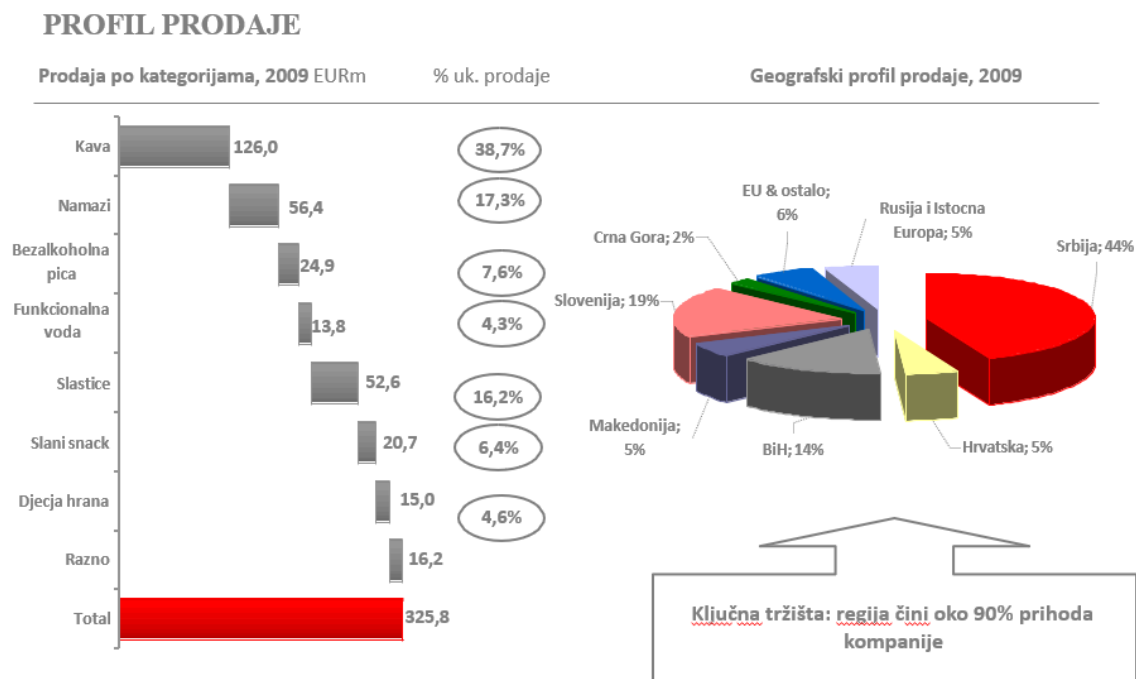 PROFIL PRODAJE
Prodaja po kategorijama, 2009 EURm
% uk. prodaje
Geografski profil prodaje, 2009
Kava
126,0
38,7%
Namazi
56,4
17,3%
Bezalkoholna
pica
24,9
7,6%
Funkcionalna
voda
13,8
4,3%
Slastice
52,6
16,2%
Slani snack
20,7
6,4%
Djecja hrana
15,0
4,6%
Razno
16,2
Total
325,8
EU & ostalo;
6%
Rusija i Istocna
Europa; 5%
Crna Gora; 2%
Srbija; 44%
Slovenija; 19%
Makedonija;
5%
BiH; 14%
Hrvatska; 5%
Ključna tržišta: regija čini oko 90% prihoda
kompanije